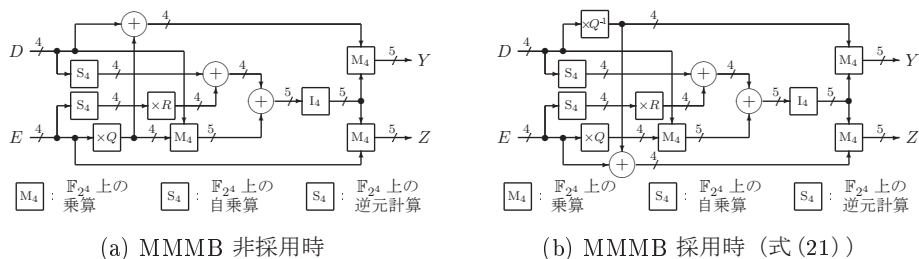 4
D 4
S₄ 4
S₄ 4 ×R 4
E 4 ×Q 4 M₄ 5
+ + 4 + 5 I₄ 5
M₄ 5 Y
M₄ 5 Z
M₄ : 𝔽₂⁴ 上の乗算 S₄ : 𝔽₂⁴ 上の自乗算 S₄ : 𝔽₂⁴ 上の逆元計算
(a) MMMB 非採用時
×Q⁻¹ 4
D 4
S₄ 4
S₄ 4 ×R 4
E 4 ×Q 4 M₄ 5
+ 4 + 5 I₄ 5
+ 4
M₄ 5 Y
M₄ 5 Z
M₄ : 𝔽₂⁴ 上の乗算 S₄ : 𝔽₂⁴ 上の自乗算 S₄ : 𝔽₂⁴ 上の逆元計算
(b) MMMB 採用時（式(21)）